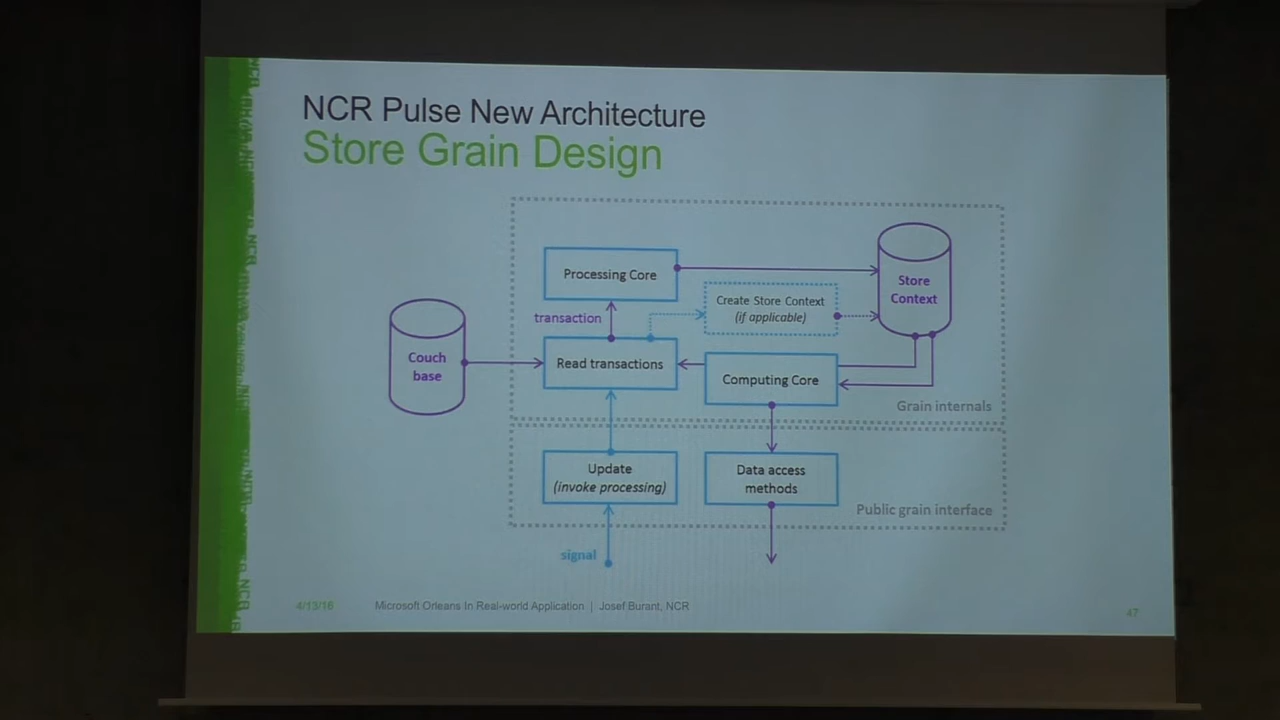 NCR Pulse New Architecture
Store Grain Design
Processing Core
Store
Context
Create Store Context
(if applicable)
transaction
Couch
base
Read transactions
Computing Core
Grain internals
Update
(invoke processing)
Data access
methods
Public grain interface
signal
4/13/16
Microsoft Orleans In Real-world Application | Josef Burant, NCR
47